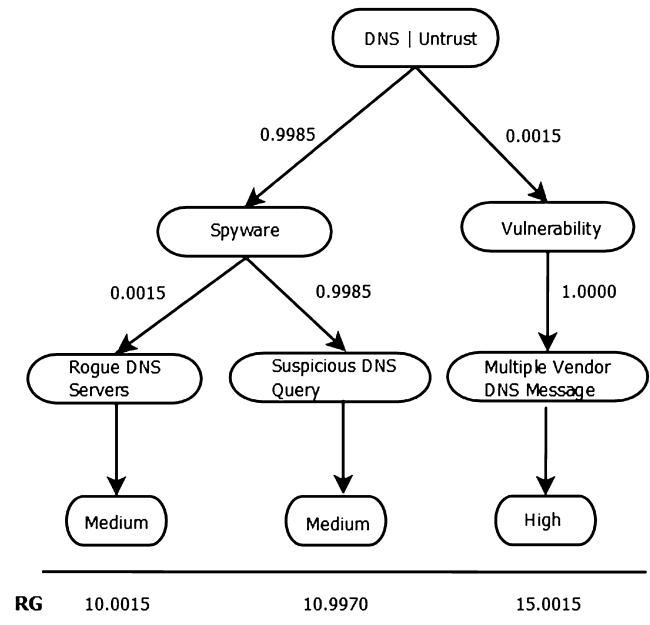 DNS | Untrust
0.9985
0.0015
Spyware
Vulnerability
0.0015
0.9985
1.0000
Rogue DNS
Servers
Suspicious DNS
Query
Multiple Vendor
DNS Message
Medium
Medium
High
RG 10.0015 10.9970 15.0015